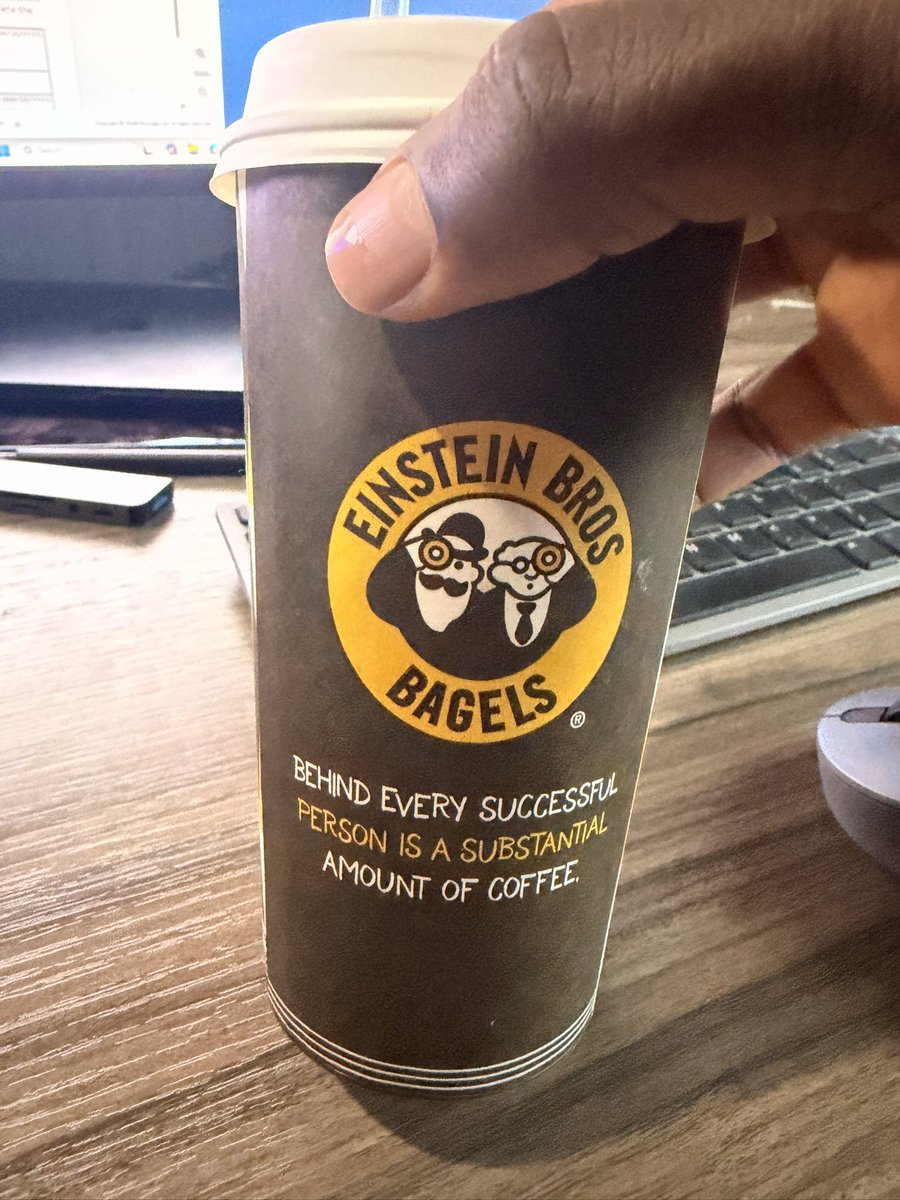 EINSTEIN BROS
BAGELS
®
BEHIND EVERY SUCCESSFUL
PERSON IS A SUBSTANTIAL
AMOUNT OF COFFEE.